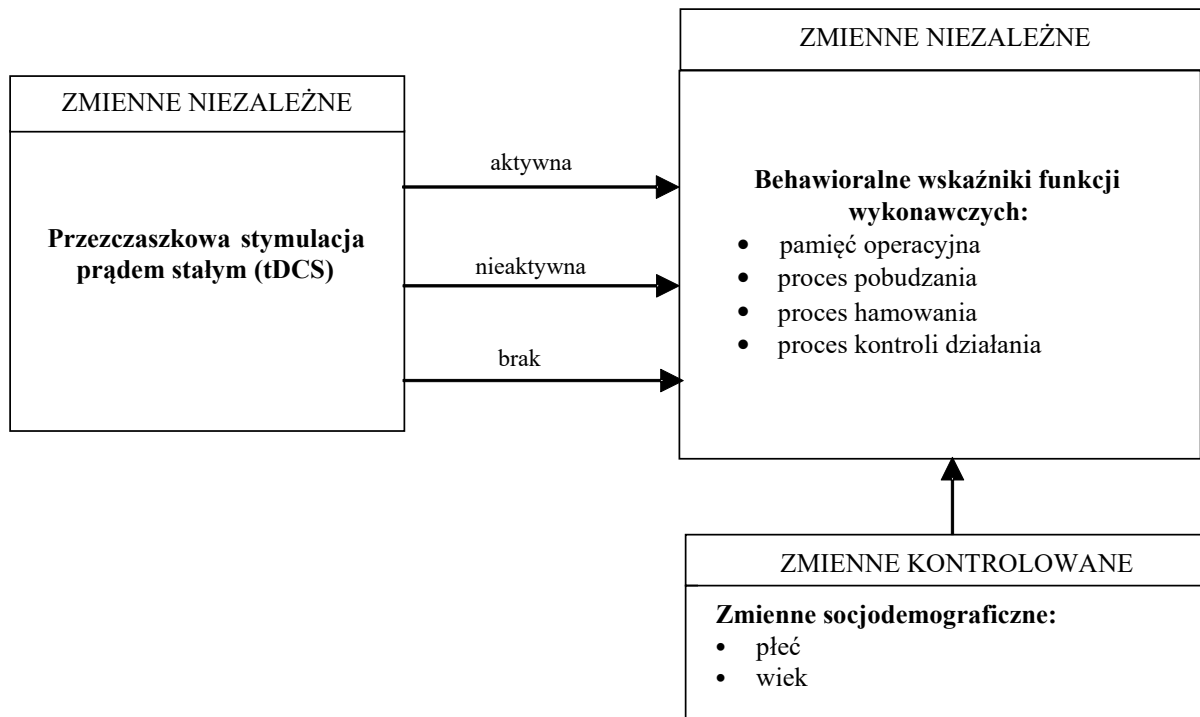 ZMIENNE NIEZALEŻNE
Przezczaszkowa stymulacja
prądem stałym (tDCS)
aktywna
nieaktywna
brak
ZMIENNE NIEZALEŻNE
Behawioralne wskaźniki funkcji
wykonawczych:
• pamięć operacyjna
• proces pobudzania
• proces hamowania
• proces kontroli działania
ZMIENNE KONTROLOWANE
Zmienne socjodemograficzne:
• płeć
• wiek